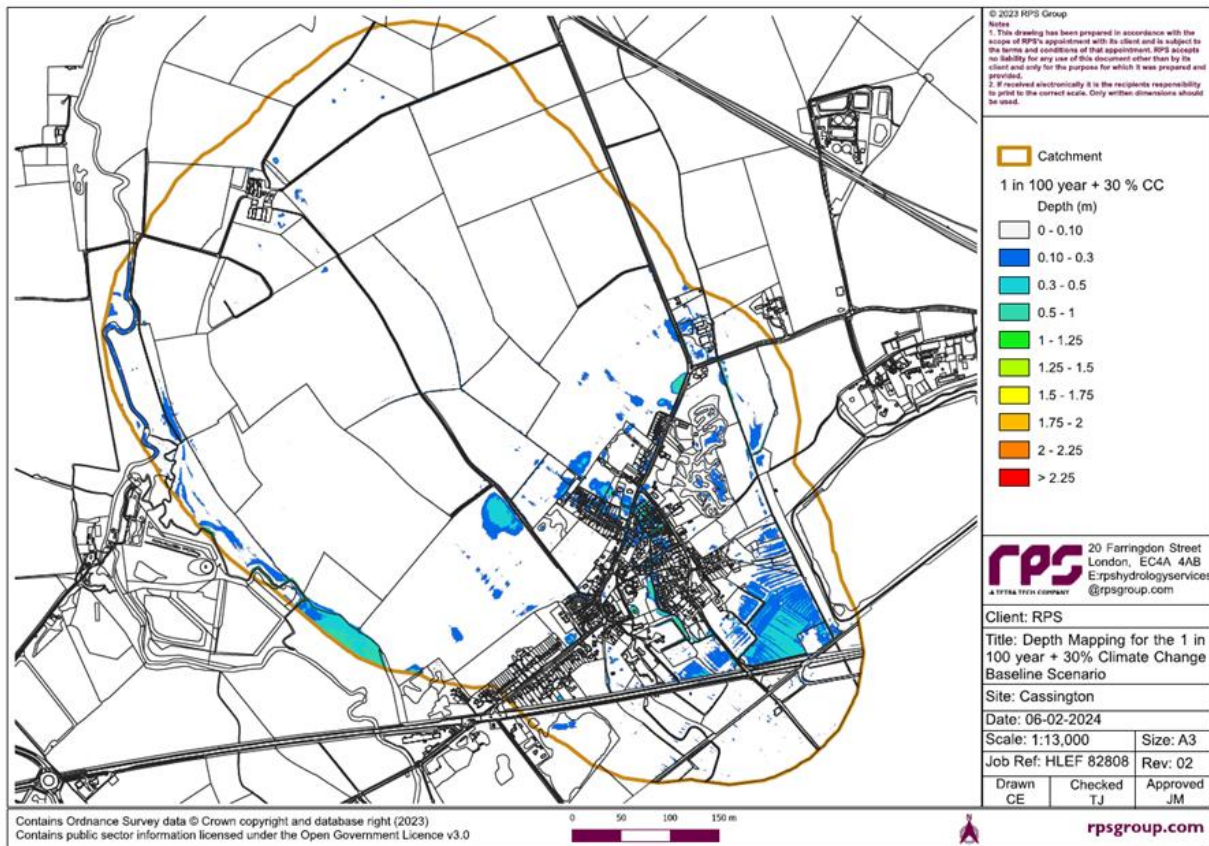 © 2023 RPS Group
Notes
1. This drawing has been prepared in accordance with the
scope of RPS's appointment with its client and is subject to
the terms and conditions of that appointment. RPS accepts
no liability for any use of this document other than by its
client and only for the purpose for which it was prepared and
provided.
2. If received electronically it is the recipients responsibility
to print to the correct scale. Only written dimensions should
be used.
Catchment
1 in 100 year + 30 % CC
Depth (m)
0 - 0.10
0.10 - 0.3
0.3 - 0.5
0.5 - 1
1 - 1.25
1.25 - 1.5
1.5 - 1.75
1.75 - 2
2 - 2.25
> 2.25
rps
A TETRA TECH COMPANY
20 Farringdon Street
London, EC4A 4AB
E:rpshydrologyservices
@rpsgroup.com
Client: RPS
Title: Depth Mapping for the 1 in
100 year + 30% Climate Change
Baseline Scenario
Site: Cassington
Date: 06-02-2024
Scale: 1:13,000 Size: A3
Job Ref: HLEF 82808 Rev: 02
Drawn Checked Approved
CE TJ JM
Contains Ordnance Survey data © Crown copyright and database right (2023)
Contains public sector information licensed under the Open Government Licence v3.0
0 50 100 150 m
N
rpsgroup.com